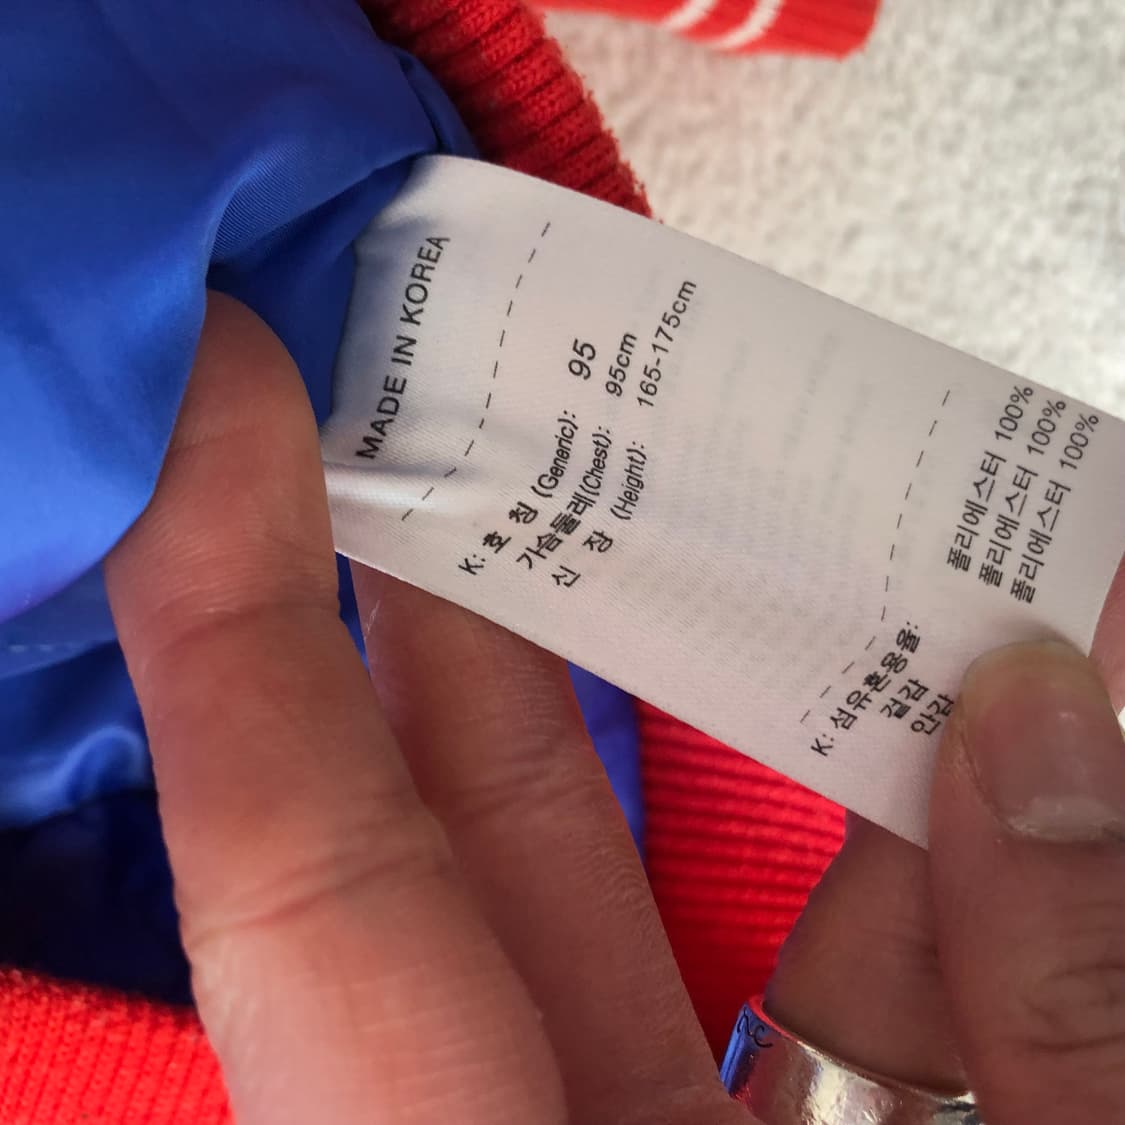 MADE IN KOREA
K: 호 칭 (Generic): 95
가슴둘레(Chest): 95cm
신 장 (Height): 165-175cm
K: 섬유혼용율:
겉감 폴리에스터 100%
안감 폴리에스터 100%
폴리에스터 100%